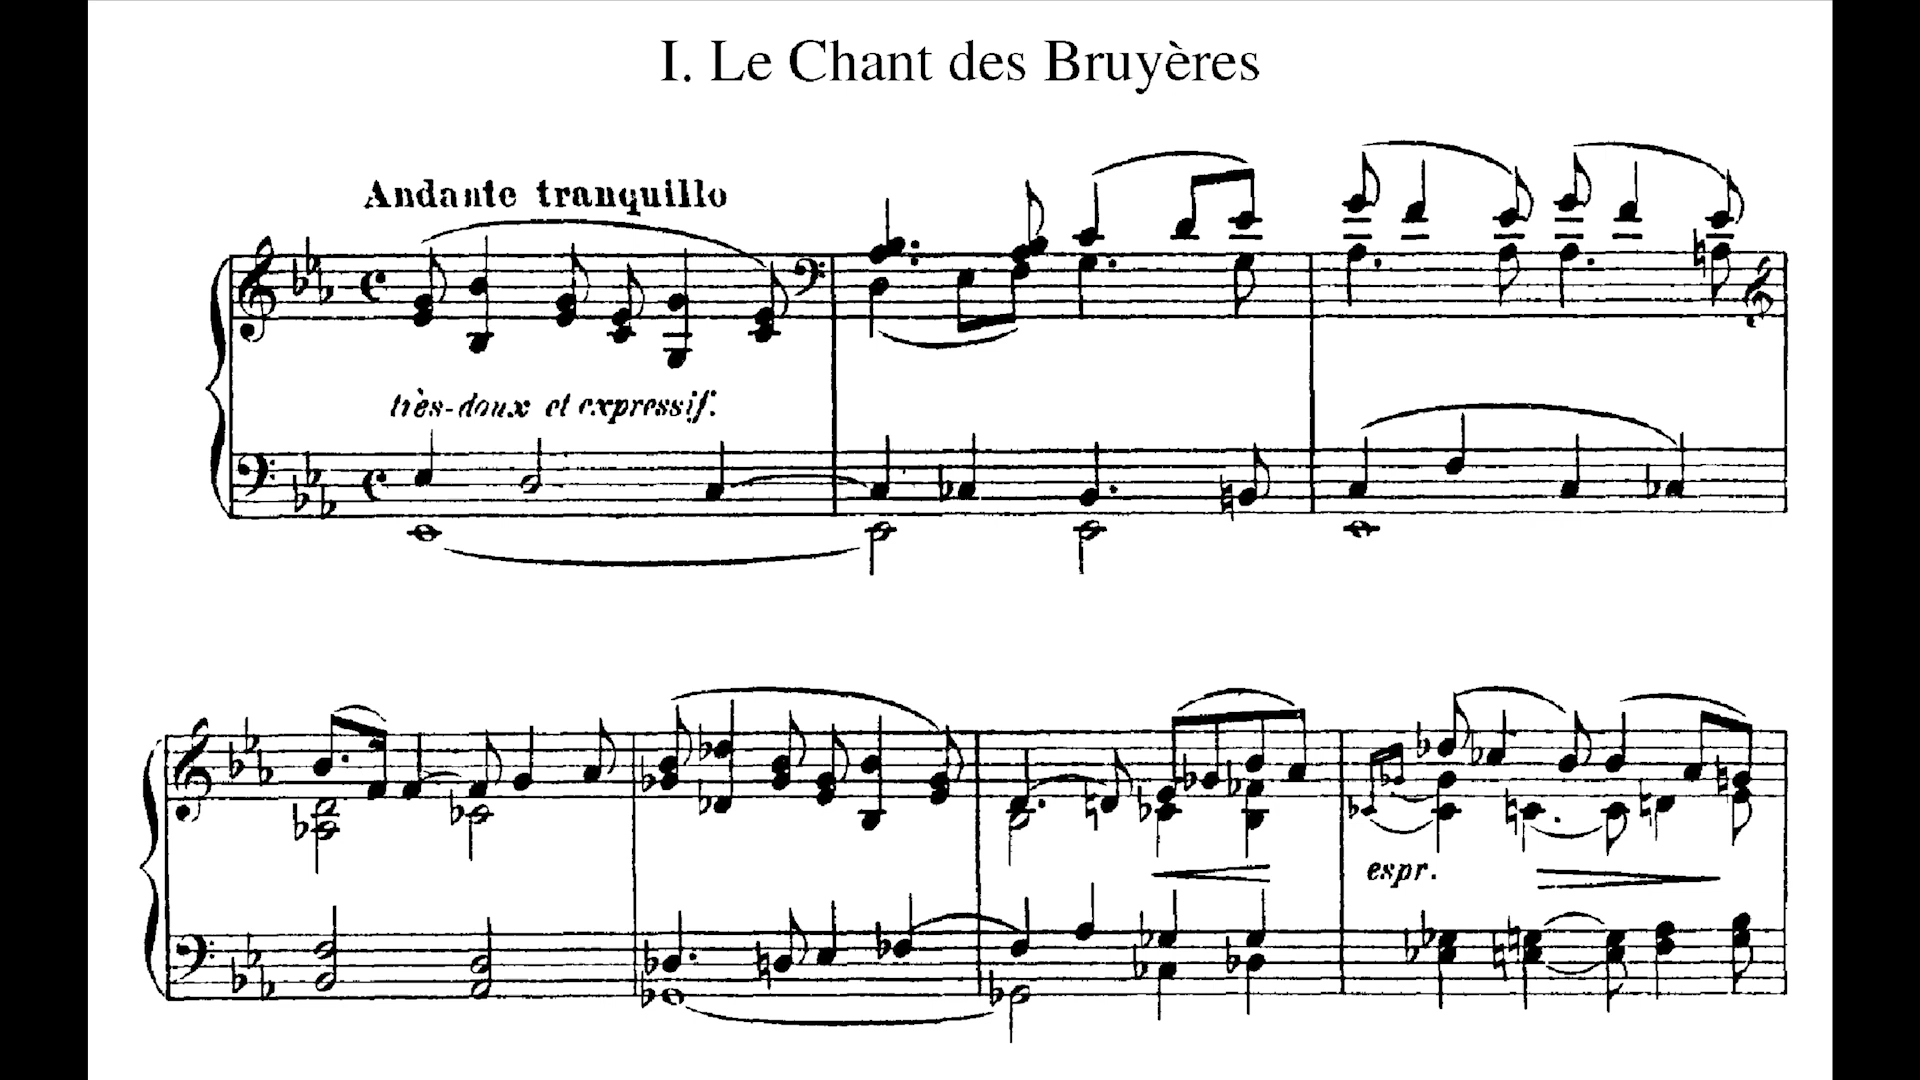 I. Le Chant des Bruyères
Andante tranquillo
très-doux et expressif.
espr.